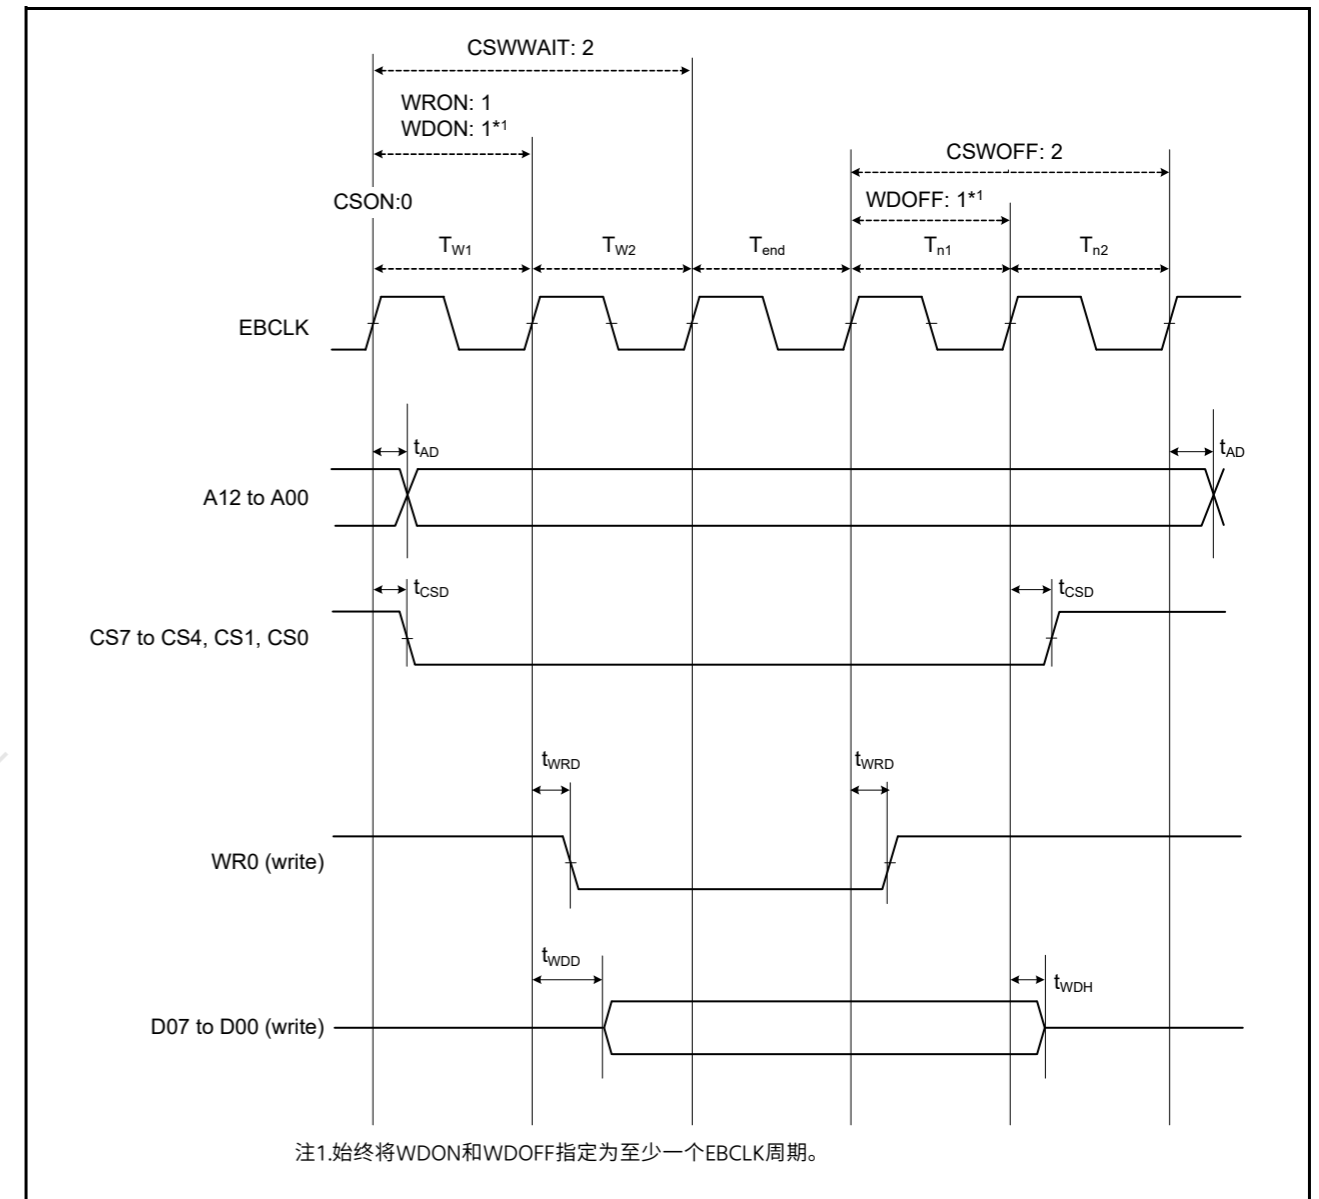 CSWWAIT: 2
WRON: 1
WDON: 1*1
CSWOFF: 2
WDOFF: 1*1
CSON:0
TW1 TW2 Tend Tn1 Tn2
EBCLK
tAD tAD
A12 to A00
tCSD tCSD
CS7 to CS4, CS1, CS0
tWRD tWRD
WR0 (write)
tWDD tWDH
D07 to D00 (write)
注1.始终将WDON和WDOFF指定为至少一个EBCLK周期。